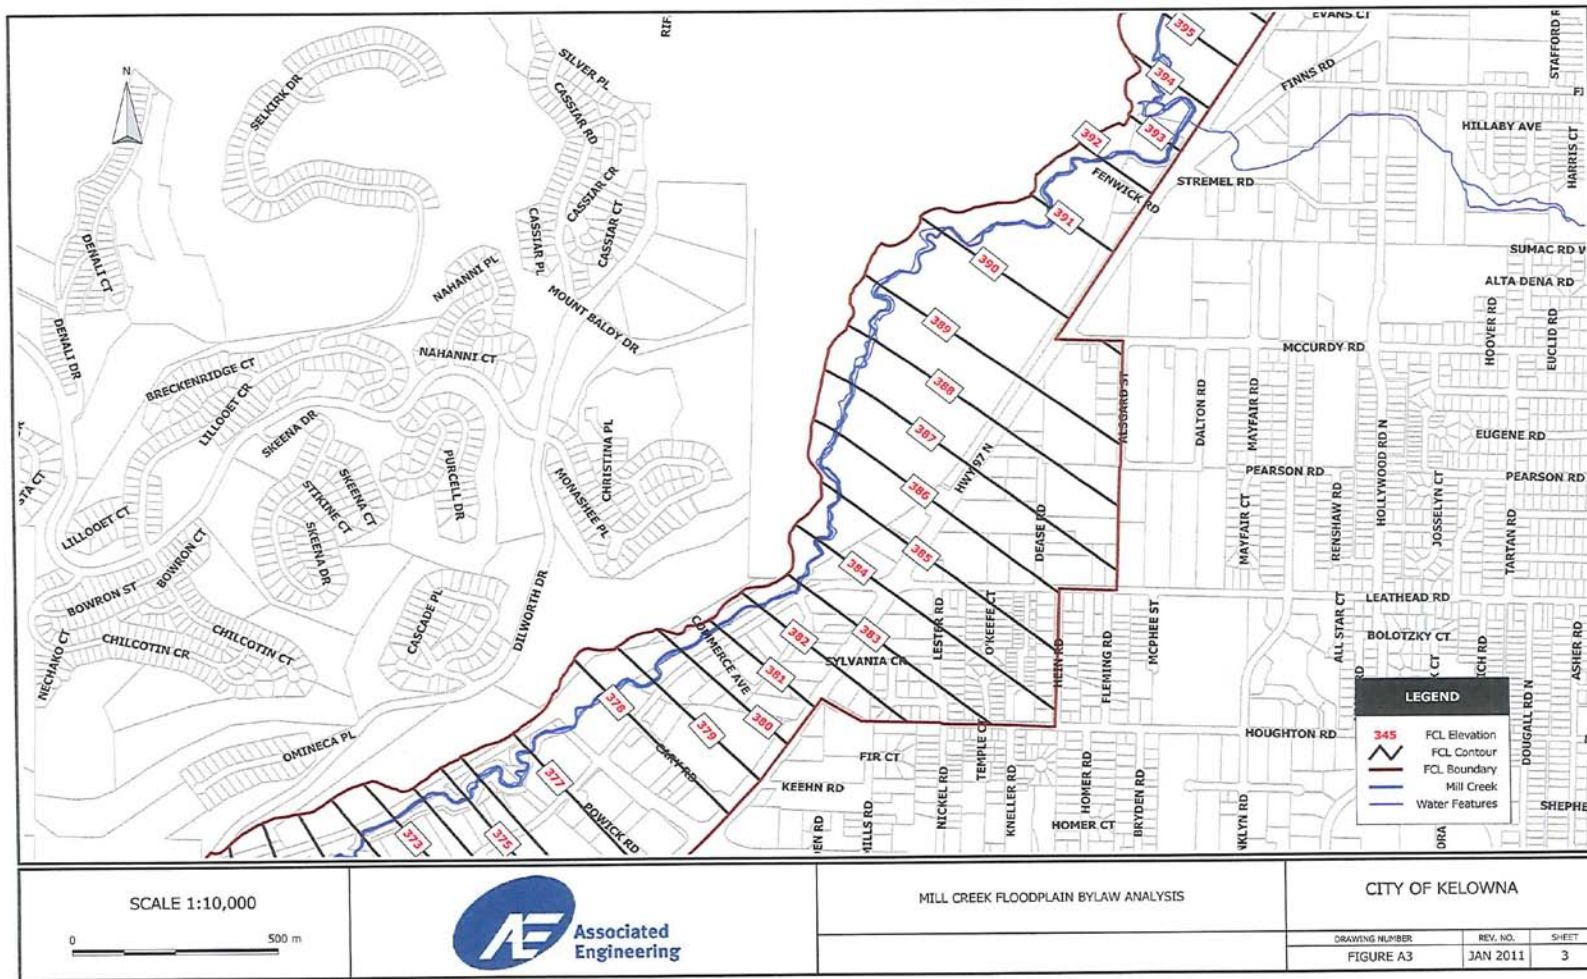 EVANS CT
STAFFORD R
FINNS RD
SILVER PL
SELKIRK DR
CASSIAR RD
N
395
394
HILLABY AVE
HARRIS CT
393
392
FENWICK RD
STREMEL RD
CASSIAR CR
CASSIAR CT
CASSIAR PL
391
DENALI CT
SUMAC RD W
390
NAHANNI PL
ALTA DENA RD
MOUNT BALDY DR
HOOVER RD
EUCLID RD
389
DENALI DR
NAHANNI CT
MCCURDY RD
BRECKENRIDGE CT
388
LILLOOET CR
ALSGARD ST
DALTON RD
MAYFAIR RD
SKEENA DR
387
EUGENE RD
CHRISTINA PL
HOLLYWOOD RD N
PURCELL DR
HWY 97 N
PEARSON RD
PEARSON RD
STA CT
SKEENA CT
STIKINE CT
MONASHEE PL
386
JOSSELYN CT
RENSHAW RD
MAYFAIR CT
TARTAN RD
LILLOOET CT
SKEENA DR
DEASE RD
BOWRON CT
385
384
BOWRON ST
LEATHEAD RD
CASCADE PL
DILWORTH DR
COMMERCE AVE
382
383
LESTER RD
O'KEEFE CT
MCPHEE ST
ALL STAR CT
BOLOTZKY CT
CHILCOTIN CR
CHILCOTIN CT
NECHAKO CT
SYLVANIA CR
HEIN RD
FLEMING RD
ASHER RD
381
378
380
379
LEGEND
345 FCL Elevation
FCL Contour
FCL Boundary
Mill Creek
Water Features
DOUGALL RD N
OMINECA PL
HOUGHTON RD
TEMPLE CT
FIR CT
CARY RD
377
KEEHN RD
NICKEL RD
KNELLER RD
HOMER RD
BRYDEN RD
POWICK RD
373
375
MILLS RD
HOMER CT
SCALE 1:10,000
0 500 m
AE
Associated
Engineering
MILL CREEK FLOODPLAIN BYLAW ANALYSIS
CITY OF KELOWNA
DRAWING NUMBER REV. NO. SHEET
FIGURE A3 JAN 2011 3